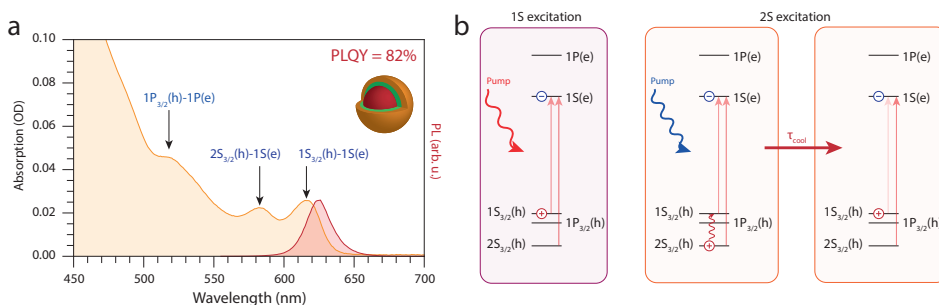 a
0.10
0.08
0.06
0.04
0.02
0.00
Absorption (OD)
PLQY = 82%
1P3/2(h)-1P(e)
2S3/2(h)-1S(e)
1S3/2(h)-1S(e)
PL (arb. u.)
450
500
550
600
650
700
Wavelength (nm)
b
1S excitation
2S excitation
1P(e)
Pump
1S(e)
1S3/2(h)
1P3/2(h)
2S3/2(h)
1P(e)
Pump
1S(e)
1S3/2(h)
1P3/2(h)
2S3/2(h)
τcool
1P(e)
1S(e)
1S3/2(h)
1P3/2(h)
2S3/2(h)